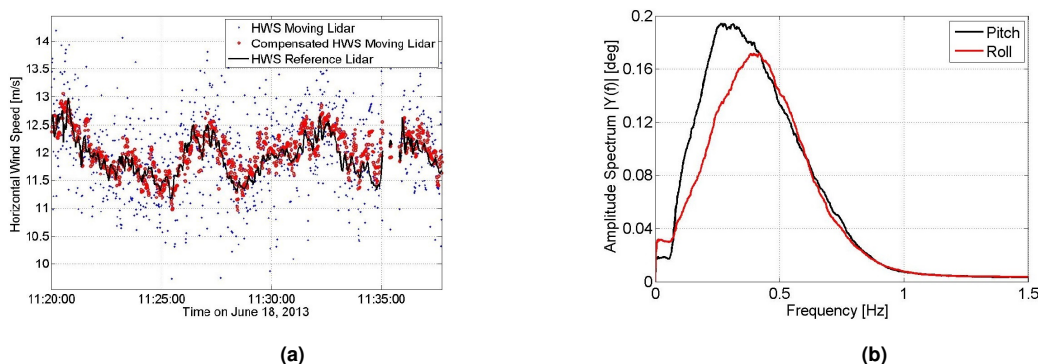 HWS Moving Lidar
Compensated HWS Moving Lidar
HWS Reference Lidar
14
13.5
13
12.5
12
11.5
11
10.5
10
Horizontal Wind Speed [m/s]
11:20:00
11:25:00
11:30:00
11:35:00
Time on June 18, 2013
(a)
Pitch
Roll
0.2
0.16
0.12
0.08
0.04
Amplitude Spectrum |Y(f)| [deg]
0
0.5
1
1.5
Frequency [Hz]
(b)